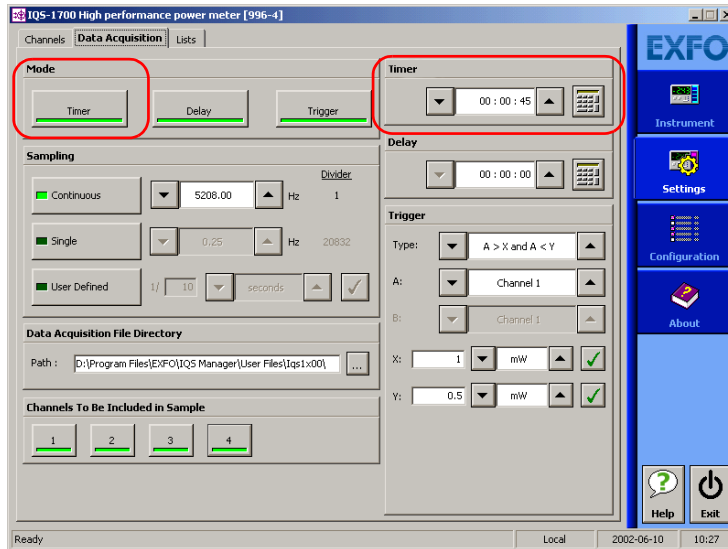 IQS-1700 High performance power meter [996-4]
Channels Data Acquisition Lists
EXFO
Mode
Timer Delay Trigger
Timer
00 : 00 : 45
Instrument
Delay
00 : 00 : 00
Settings
Sampling
Divider
Continuous 5208.00 Hz 1
Single 0.25 Hz 20832
User Defined 1/ 10 seconds
Trigger
Type: A > X and A < Y
A: Channel 1
B: Channel 1
X: 1 mW
Y: 0.5 mW
Configuration
About
Data Acquisition File Directory
Path : D:\Program Files\EXFO\IQS Manager\User Files\Iqs1x00\ ...
Channels To Be Included in Sample
1 2 3 4
Help Exit
Ready Local 2002-06-10 10:27